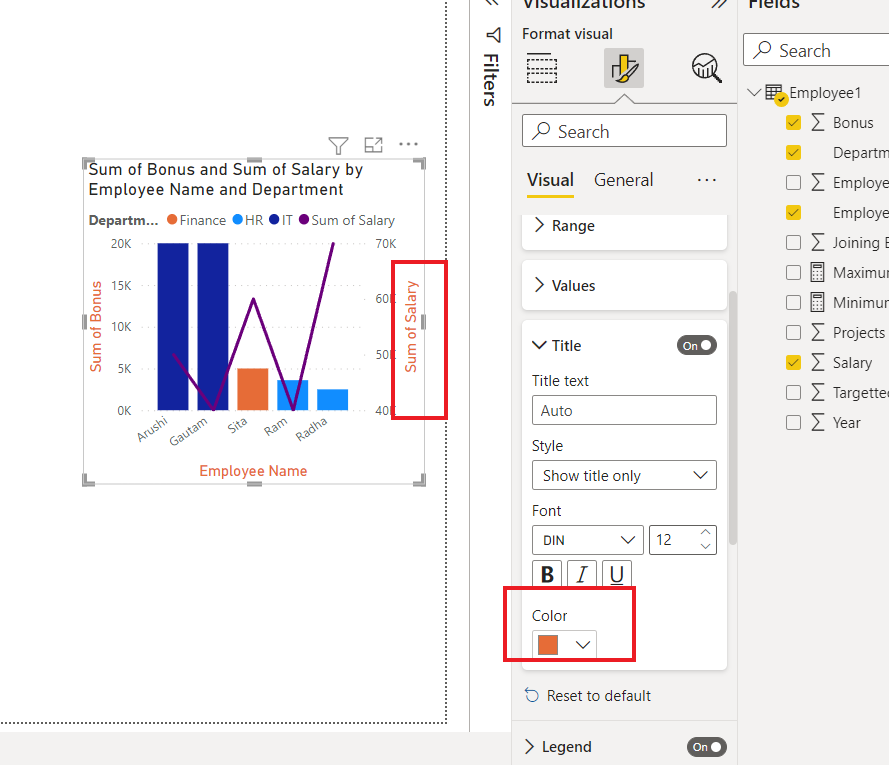 Visualizations
Fields
Format visual
Filters
Search
Search
Employee1
Bonus
Departm
Employe
Employe
Joining E
Maximur
Minimur
Projects
Salary
Targetted
Year
Visual General
Range
Values
Title On
Title text
Auto
Style
Show title only
Font
DIN 12
B I U
Color
Reset to default
Legend On
Sum of Bonus and Sum of Salary by
Employee Name and Department
Departm... Finance HR IT Sum of Salary
20K 70K
15K 60K
10K 50K
5K
0K 40K
Sum of Bonus
Sum of Salary
Arushi Gautam Sita Ram Radha
Employee Name